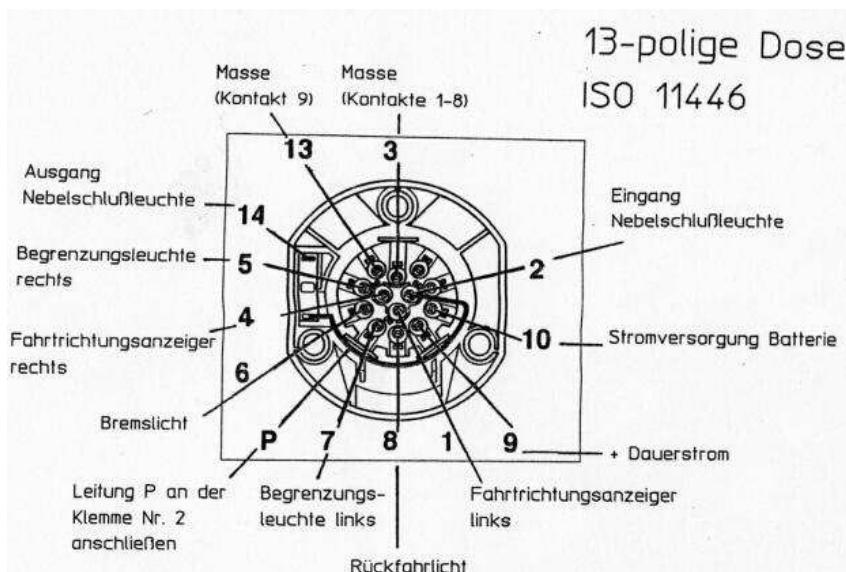 13-polige Dose
ISO 11446
Masse
(Kontakt 9)
Masse
(Kontakte 1-8)
13
3
Ausgang
Nebelschlußleuchte
14
Eingang
Nebelschlußleuchte
2
Begrenzungsleuchte
rechts
5
4
Fahrtrichtungsanzeiger
rechts
10
Stromversorgung Batterie
6
Bremslicht
P
7
8
1
9
+ Dauerstrom
Leitung P an der
Klemme Nr. 2
anschließen
Begrenzungs-
leuchte links
Fahrtrichtungsanzeiger
links
Rückfahrlicht